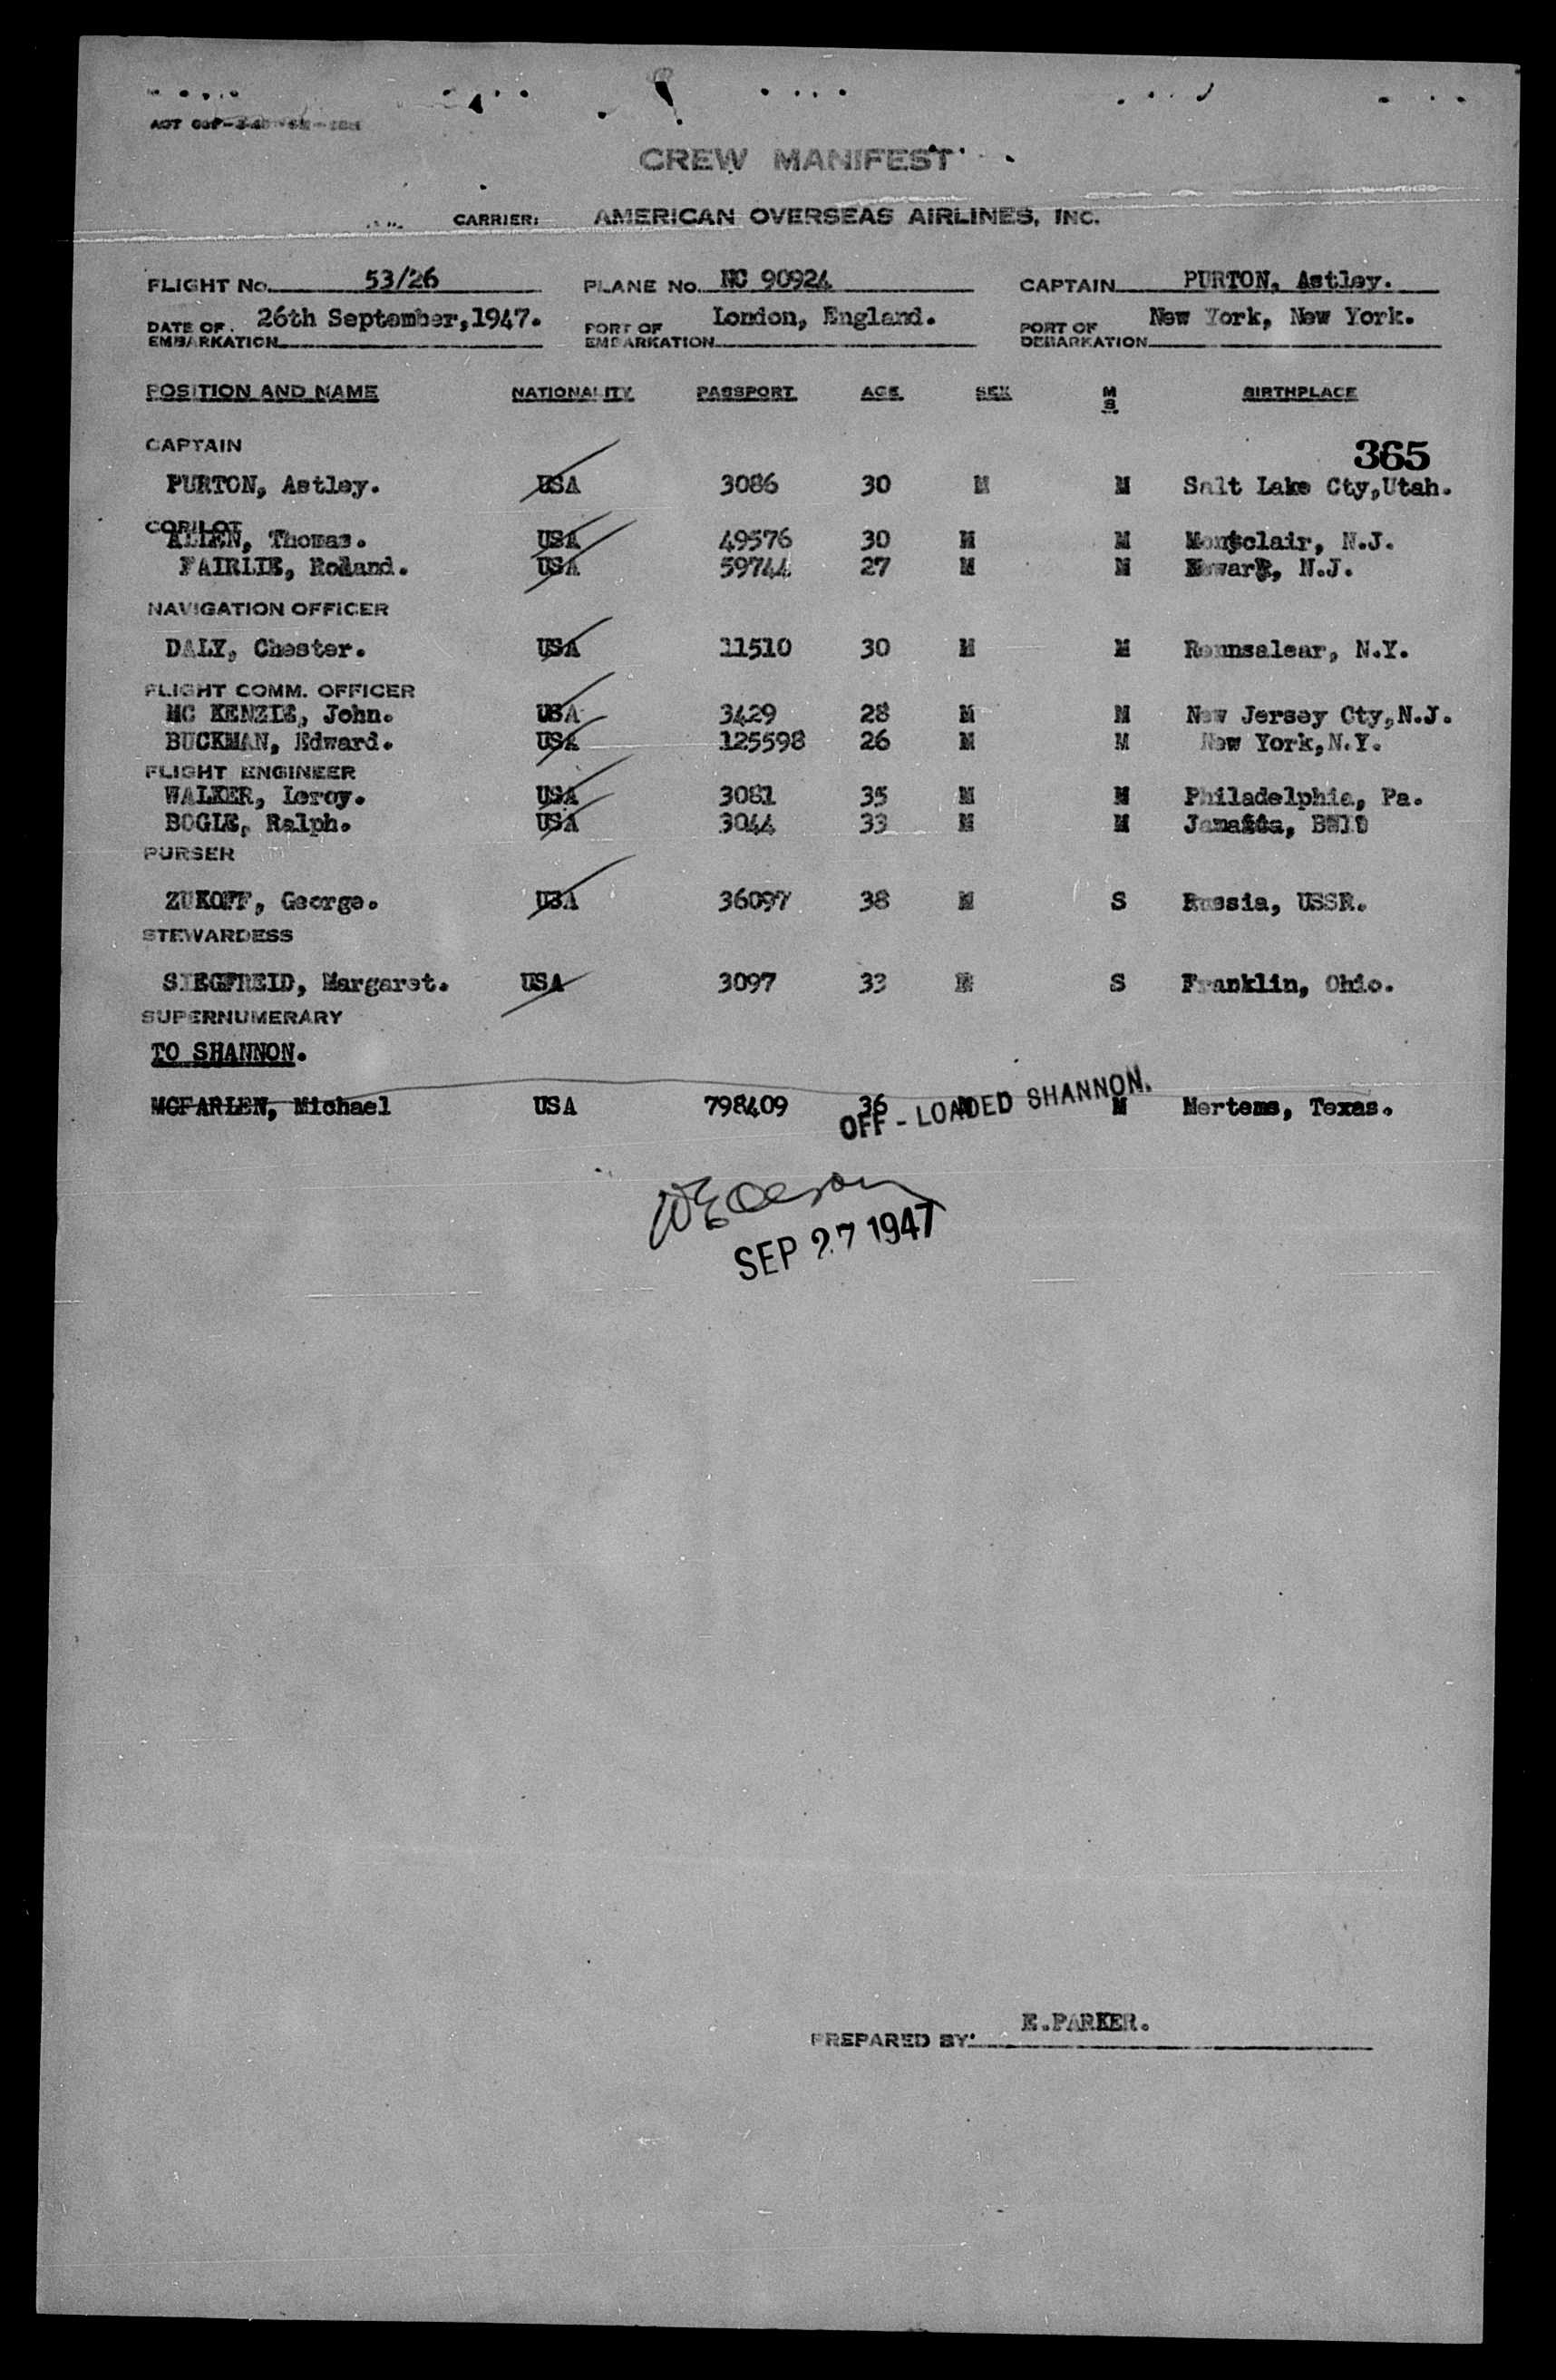 CREW MANIFEST
CARRIER: AMERICAN OVERSEAS AIRLINES, INC.
FLIGHT No. 53/26 PLANE No. NC 90924 CAPTAIN PURTON, Astley.
DATE OF EMBARKATION 26th September,1947. PORT OF EMBARKATION London, England. PORT OF DEBARKATION New York, New York.
POSITION AND NAME NATIONALITY PASSPORT AGE SEX M S BIRTHPLACE
CAPTAIN 365
PURTON, Astley. USA 3086 30 M M Salt Lake Cty,Utah.
COPILOT
ALLEN, Thomas. USA 49576 30 M M Montclair, N.J.
FAIRLIE, Roland. USA 59744 27 M M Newark, N.J.
NAVIGATION OFFICER
DALY, Chester. USA 11510 30 M M Rennsalear, N.Y.
FLIGHT COMM. OFFICER
MC KENZIE, John. USA 3429 28 M M New Jersey Cty,N.J.
BUCKMAN, Edward. USA 125598 26 M M New York,N.Y.
FLIGHT ENGINEER
WALKER, Leroy. USA 3081 35 M M Philadelphia, Pa.
BOGLE, Ralph. USA 3044 33 M M Jamaica,
PURSER
ZUKOFF, George. USA 36097 38 M S Russia, USSR.
STEWARDESS
SIEGFREID, Margaret. USA 3097 33 S Franklin, Ohio.
SUPERNUMERARY
TO SHANNON.
MCFARLEN, Michael USA 798409 36 M M Mertens, Texas.
OFF - LOADED SHANNON.
SEP 27 1947
PREPARED BY: E.PARKER.